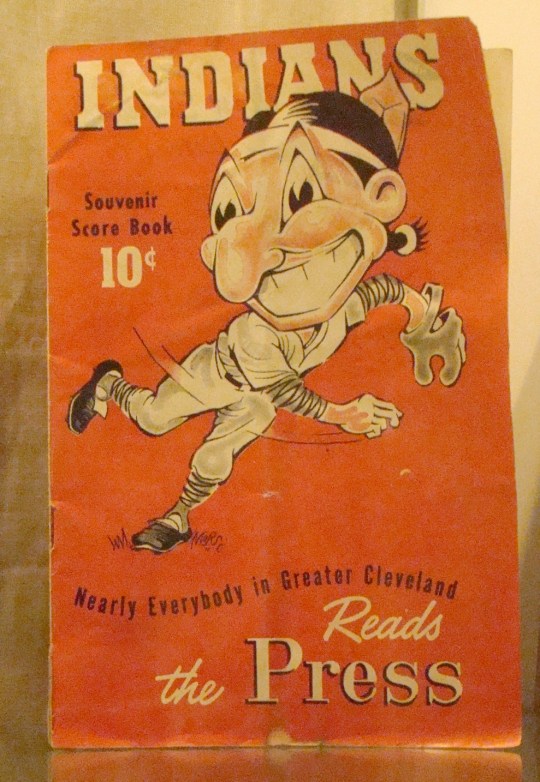 INDIANS
Souvenir
Score Book
10¢
Nearly Everybody in Greater Cleveland
Reads
the Press